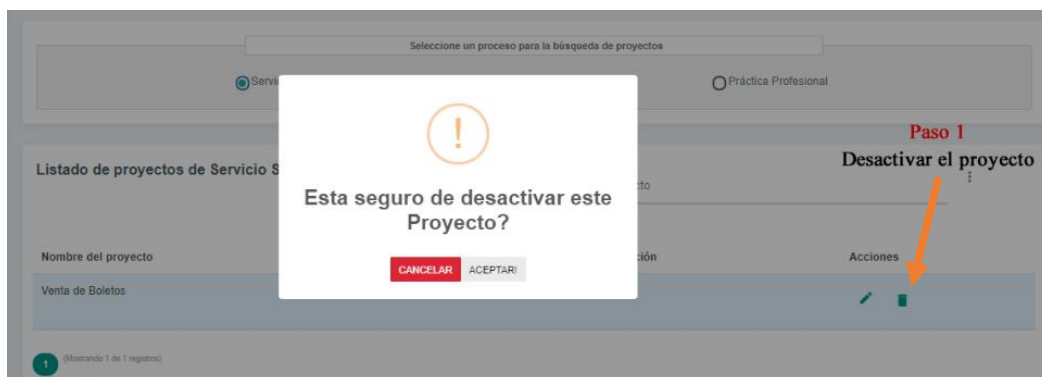 Seleccione un proceso para la búsqueda de proyectos
Servi
Práctica Profesional
Paso 1
Desactivar el proyecto
Listado de proyectos de Servicio S
cto
Esta seguro de desactivar este
Proyecto?
CANCELAR ACEPTAR!
Nombre del proyecto
ción
Acciones
Venta de Boletos
1 (Mostrando 1 de 1 registros)